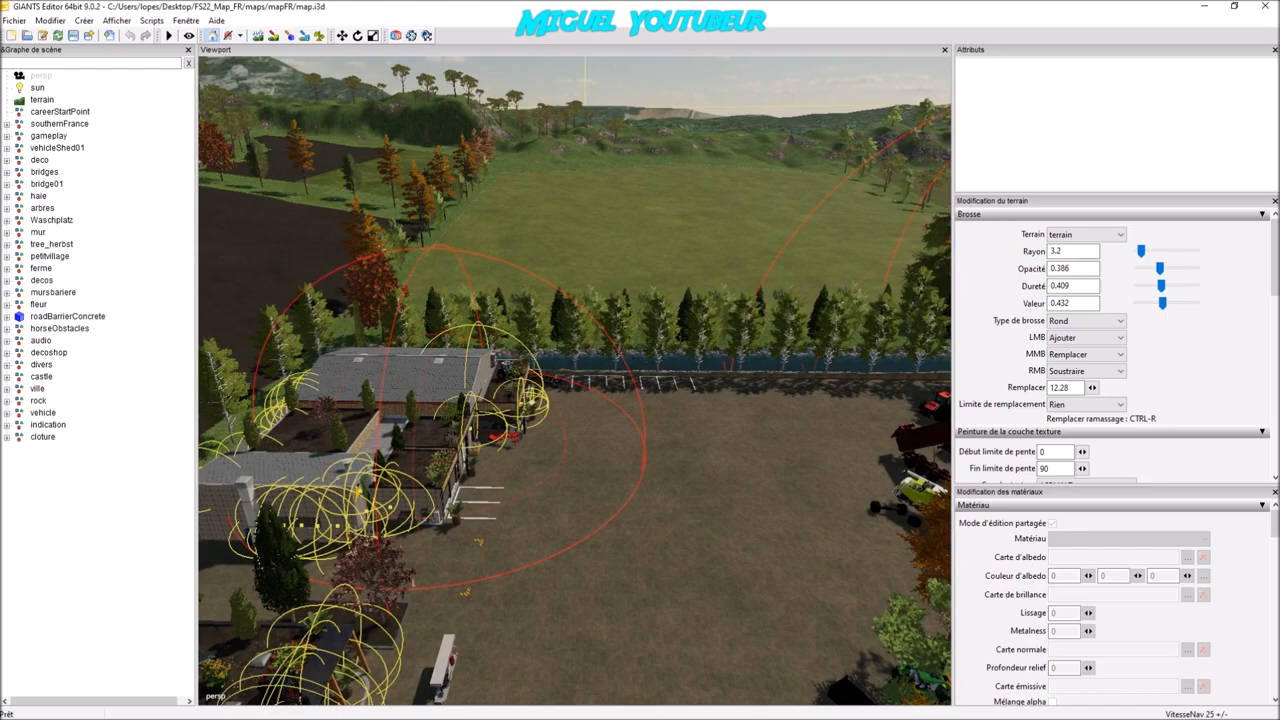 GIANTS Editor 64bit 9.0.2 - C:/Users/lopes/Desktop/FS22_Map_FR/maps/mapFR/map.i3d
MIGUEL YOUTUBEUR
Fichier Modifier Créer Afficher Scripts Fenêtre Aide
&Graphe de scène
X
persp
sun
terrain
careerStartPoint
southernFrance
gameplay
vehicleShed01
deco
bridges
bridge01
haie
arbres
Waschplatz
mur
tree_herbst
petitvillage
ferme
decos
mursbariere
fleur
roadBarrierConcrete
horseObstacles
audio
decoshop
divers
castle
ville
rock
vehicle
indication
cloture
Viewport
persp
Attributs
Modification du terrain
Brosse
Terrain terrain
Rayon 3.2
Opacité 0.386
Dureté 0.409
Valeur 0.432
Type de brosse Rond
LMB Ajouter
MMB Remplacer
RMB Soustraire
Remplacer 12.28
Limite de remplacement Rien
Remplacer ramassage : CTRL-R
Peinture de la couche texture
Début limite de pente 0
Fin limite de pente 90
Modification des matériaux
Matériau
Mode d'édition partagée
Matériau
Carte d'albedo ...
Couleur d'albedo 0 0 0 ...
Carte de brillance ...
Lissage 0
Metalness 0
Carte normale ...
Profondeur relief 0
Carte émissive ...
Mélange alpha
Prêt
VitesseNav 25 +/-